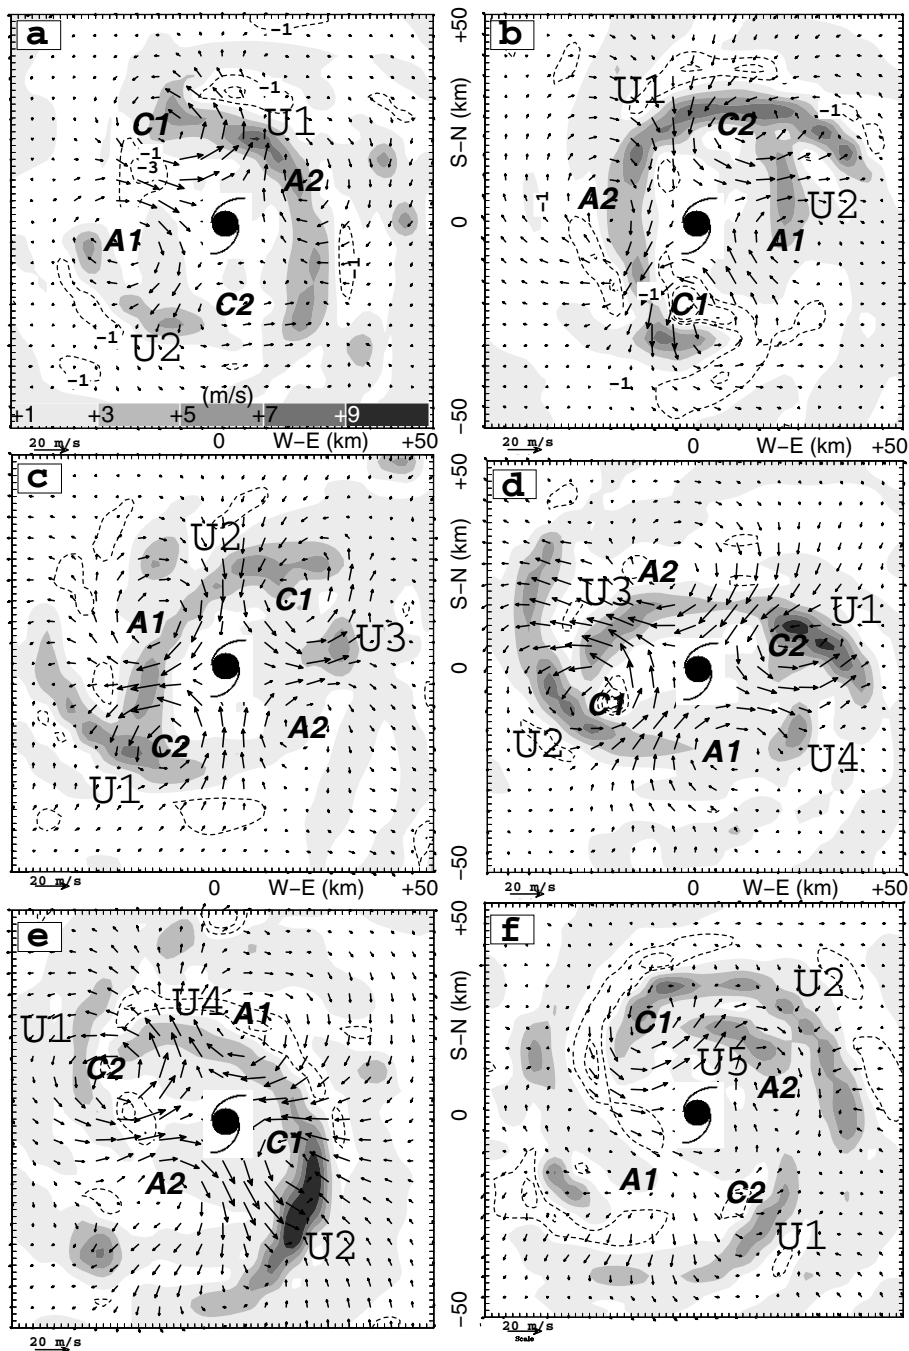 a
−1
C1
−1
U1
−1
−3
A2
A1
−1
C2
−1
U2
−1
(m/s)
+1 +3 +5 +7 +9
20 m/s 0 W−E (km) +50
b
U1
C2
−1
A2
−1
U2
A1
−1
C1
−1
+50
S−N (km)
0
−50
0 W−E (km) +50
c
U2
A1
C1
U3
A2
C2
U1
20 m/s 0 W−E (km) +50
d
A2
U3
U1
C2
C1
U2
A1
U4
+50
S−N (km)
0
−50
20 m/s 0 W−E (km) +50
e
U4
A1
U1
C2
C1
A2
U2
20 m/s
f
U2
C1
U5
A2
A1
C2
U1
+50
S−N (km)
0
−50
20 m/s
Scale